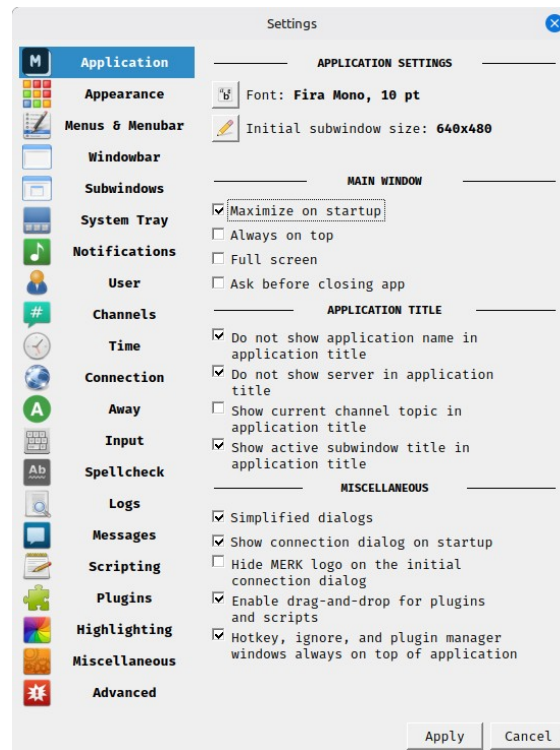 Settings
M
Application
Appearance
Menus & Menubar
Windowbar
Subwindows
System Tray
Notifications
User
#
Channels
Time
Connection
A
Away
Input
Ab
Spellcheck
Logs
Messages
Scripting
Plugins
Highlighting
Miscellaneous
Advanced
APPLICATION SETTINGS
"b"
Font: Fira Mono, 10 pt
Initial subwindow size: 640x480
MAIN WINDOW
Maximize on startup
Always on top
Full screen
Ask before closing app
APPLICATION TITLE
Do not show application name in
application title
Do not show server in application
title
Show current channel topic in
application title
Show active subwindow title in
application title
MISCELLANEOUS
Simplified dialogs
Show connection dialog on startup
Hide MERK logo on the initial
connection dialog
Enable drag-and-drop for plugins
and scripts
Hotkey, ignore, and plugin manager
windows always on top of application
Apply
Cancel